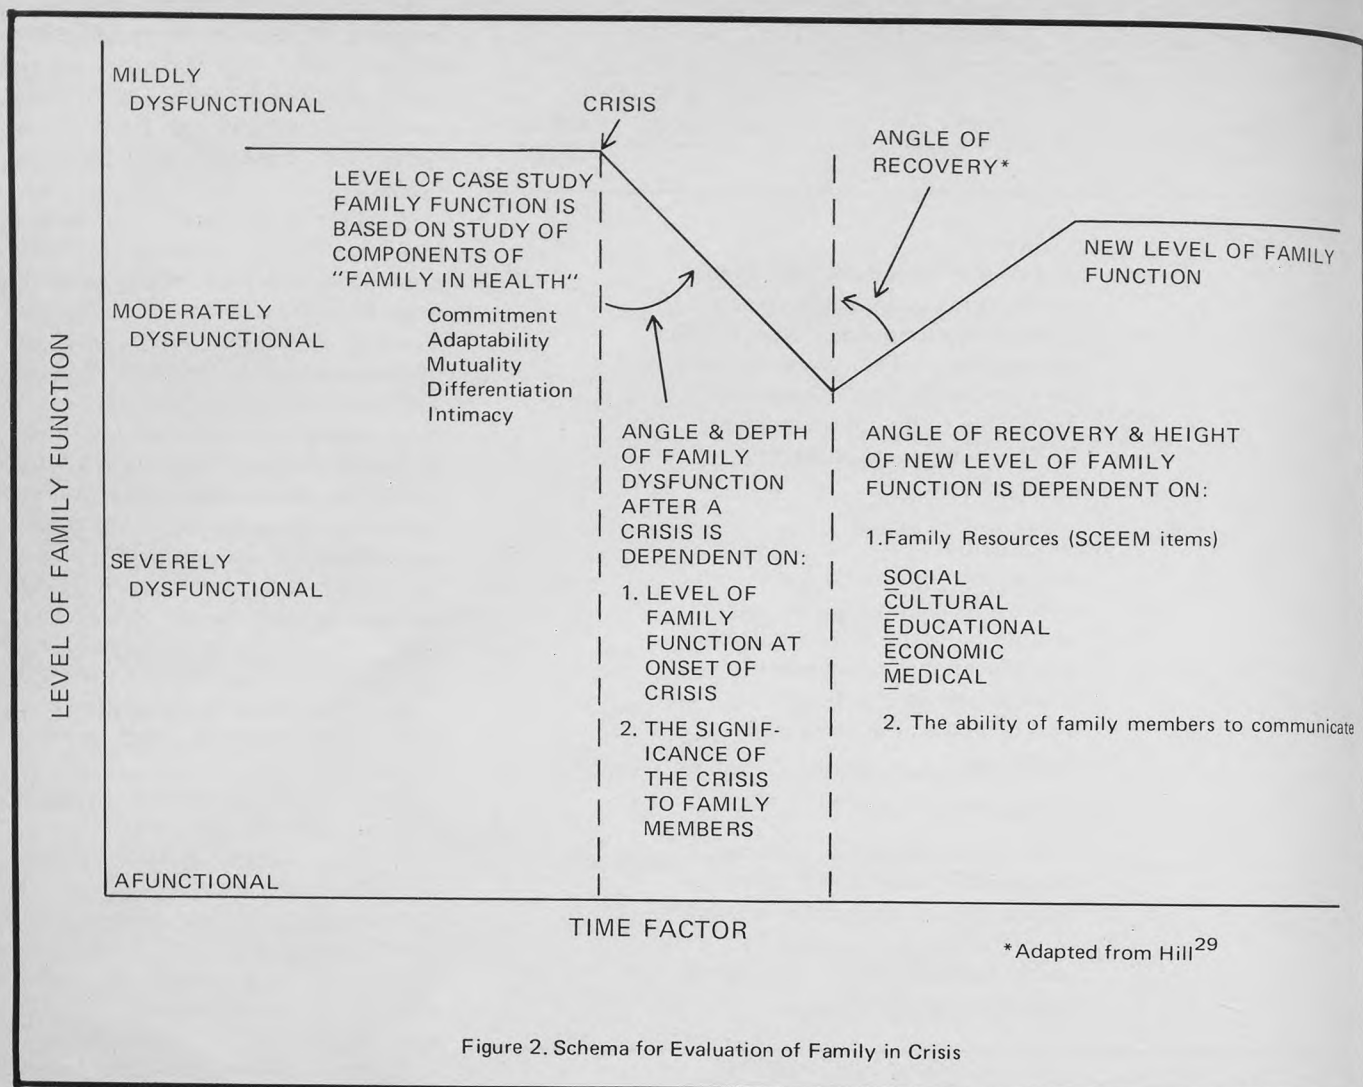 MILDLY
DYSFUNCTIONAL
CRISIS
ANGLE OF
RECOVERY*
LEVEL OF CASE STUDY
FAMILY FUNCTION IS
BASED ON STUDY OF
COMPONENTS OF
"FAMILY IN HEALTH"
Commitment
Adaptability
Mutuality
Differentiation
Intimacy
NEW LEVEL OF FAMILY
FUNCTION
MODERATELY
DYSFUNCTIONAL
LEVEL OF FAMILY FUNCTION
ANGLE & DEPTH
OF FAMILY
DYSFUNCTION
AFTER A
CRISIS IS
DEPENDENT ON:
1. LEVEL OF
FAMILY
FUNCTION AT
ONSET OF
CRISIS
2. THE SIGNIF-
ICANCE OF
THE CRISIS
TO FAMILY
MEMBERS
ANGLE OF RECOVERY & HEIGHT
OF NEW LEVEL OF FAMILY
FUNCTION IS DEPENDENT ON:
1.Family Resources (SCEEM items)
SOCIAL
CULTURAL
EDUCATIONAL
ECONOMIC
MEDICAL
2. The ability of family members to communicate
SEVERELY
DYSFUNCTIONAL
AFUNCTIONAL
TIME FACTOR
*Adapted from Hill29
Figure 2. Schema for Evaluation of Family in Crisis